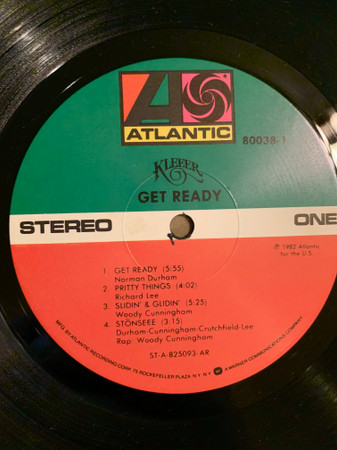 ATLANTIC
80038-1
KLEEER
GET READY
STEREO
ONE
℗ 1982 Atlantic
for the U.S.
1. GET READY (5:55)
Norman Durham
2. PRITTY THINGS (4:02)
Richard Lee
3. SLIDIN' & GLIDIN' (5:25)
Woody Cunningham
4. STÖNSEEE (3:15)
Durham-Cunningham-Crutchfield-Lee
Rap: Woody Cunningham
ST-A-825093-AR
MFG. BY ATLANTIC RECORDING CORP. 75 ROCKEFELLER PLAZA N.Y. N.Y. A WARNER COMMUNICATIONS COMPANY